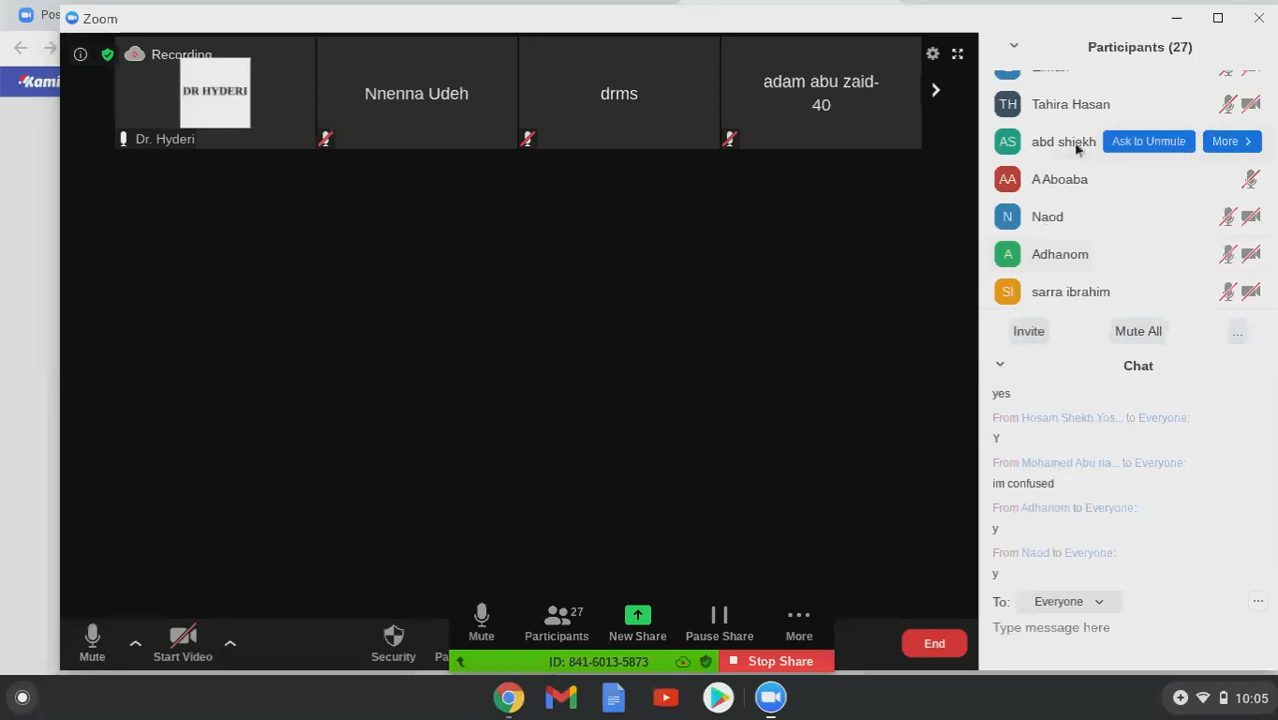 Pos
Zoom
Kami
Recording
DR HYDERI
Dr. Hyderi
Nnenna Udeh
drms
adam abu zaid-
40
Participants (27)
TH Tahira Hasan
AS abd shiekh Ask to Unmute More
AA A Aboaba
N Naod
A Adhanom
SI sarra ibrahim
Invite Mute All ...
Chat
yes
From Hosam Shekh Yos... to Everyone:
Y
From Mohamed Abu ria... to Everyone:
im confused
From Adhanom to Everyone:
y
From Naod to Everyone:
y
To: Everyone ...
Type message here
27
Mute Participants New Share Pause Share More
Mute Start Video Security Pa End
ID: 841-6013-5873 Stop Share
10:05